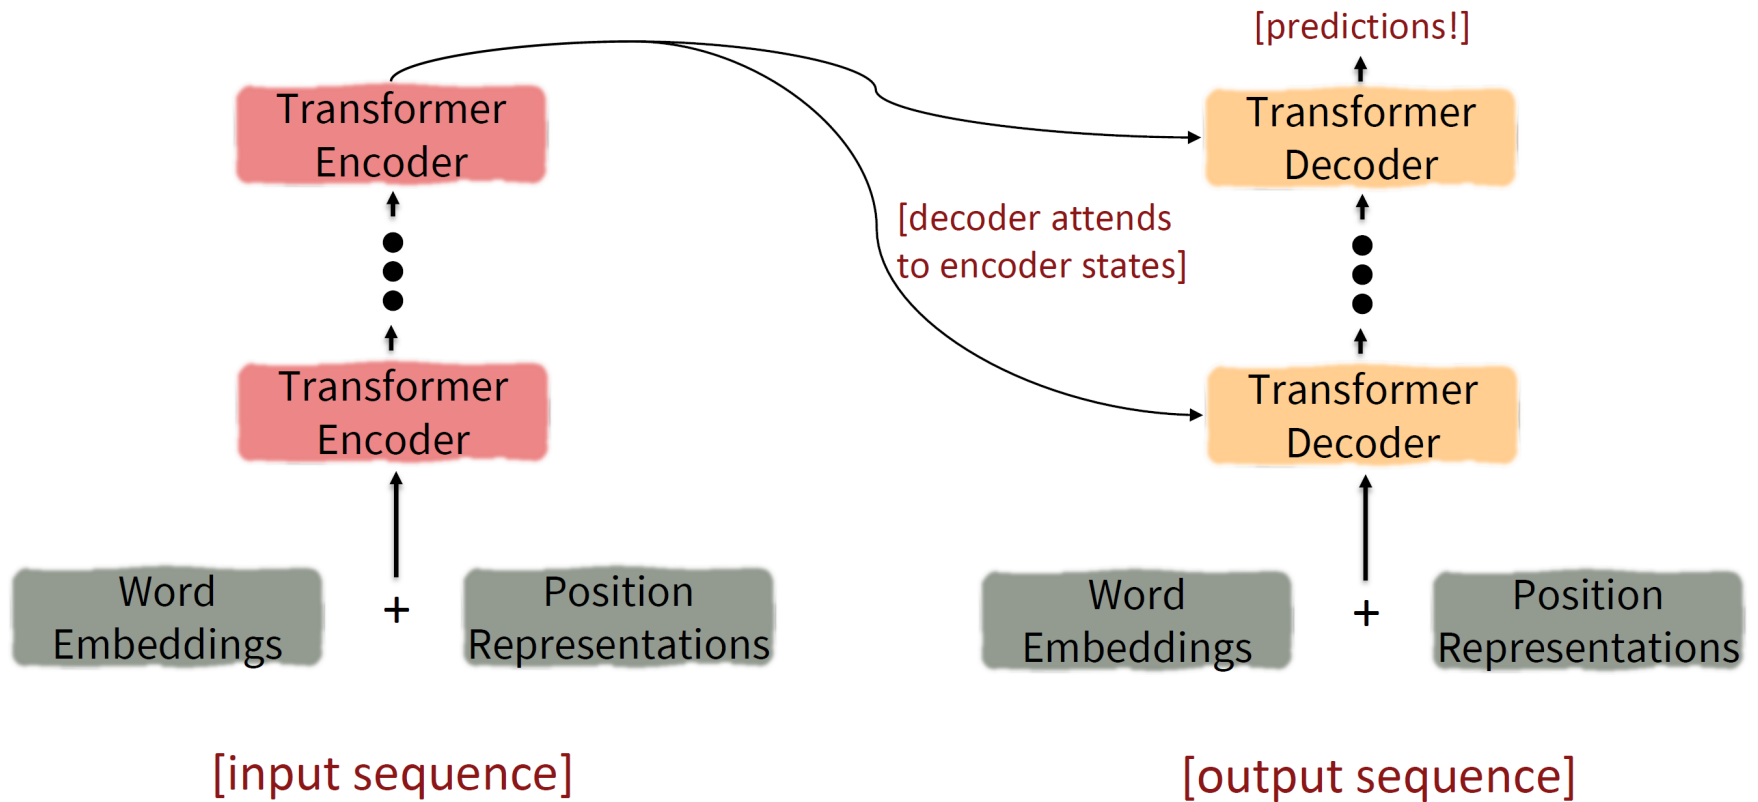 [predictions!]
Transformer
Encoder
Transformer
Decoder
[decoder attends
to encoder states]
Transformer
Encoder
Transformer
Decoder
Word
Embeddings
+
Position
Representations
Word
Embeddings
+
Position
Representations
[input sequence]
[output sequence]